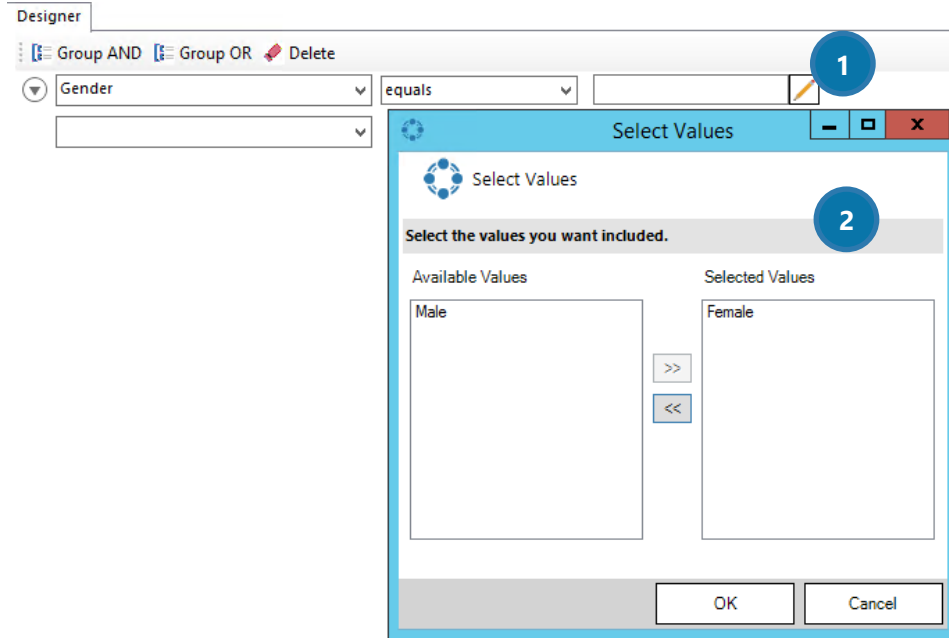 Designer
Group AND Group OR Delete
1
Gender equals
Select Values
Select Values
2
Select the values you want included.
Available Values Selected Values
Male Female
>>
<<
OK Cancel